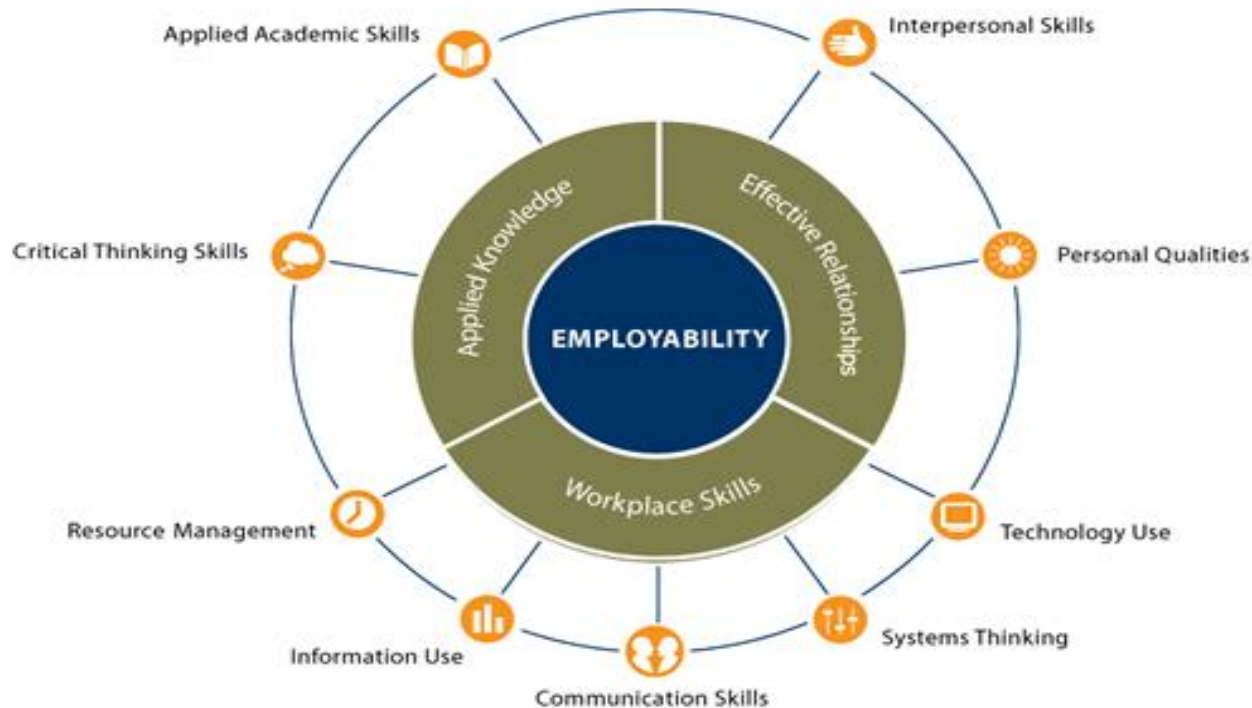 Applied Academic Skills
Interpersonal Skills
Applied Knowledge
Effective Relationships
Critical Thinking Skills
Personal Qualities
EMPLOYABILITY
Workplace Skills
Resource Management
Technology Use
Information Use
Systems Thinking
Communication Skills